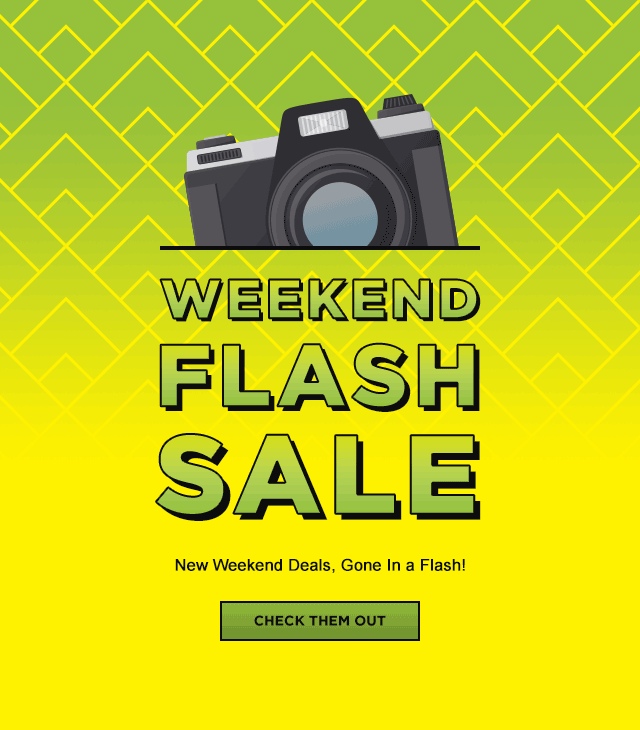 WEEKEND
FLASH
SALE
New Weekend Deals, Gone In a Flash!
CHECK THEM OUT